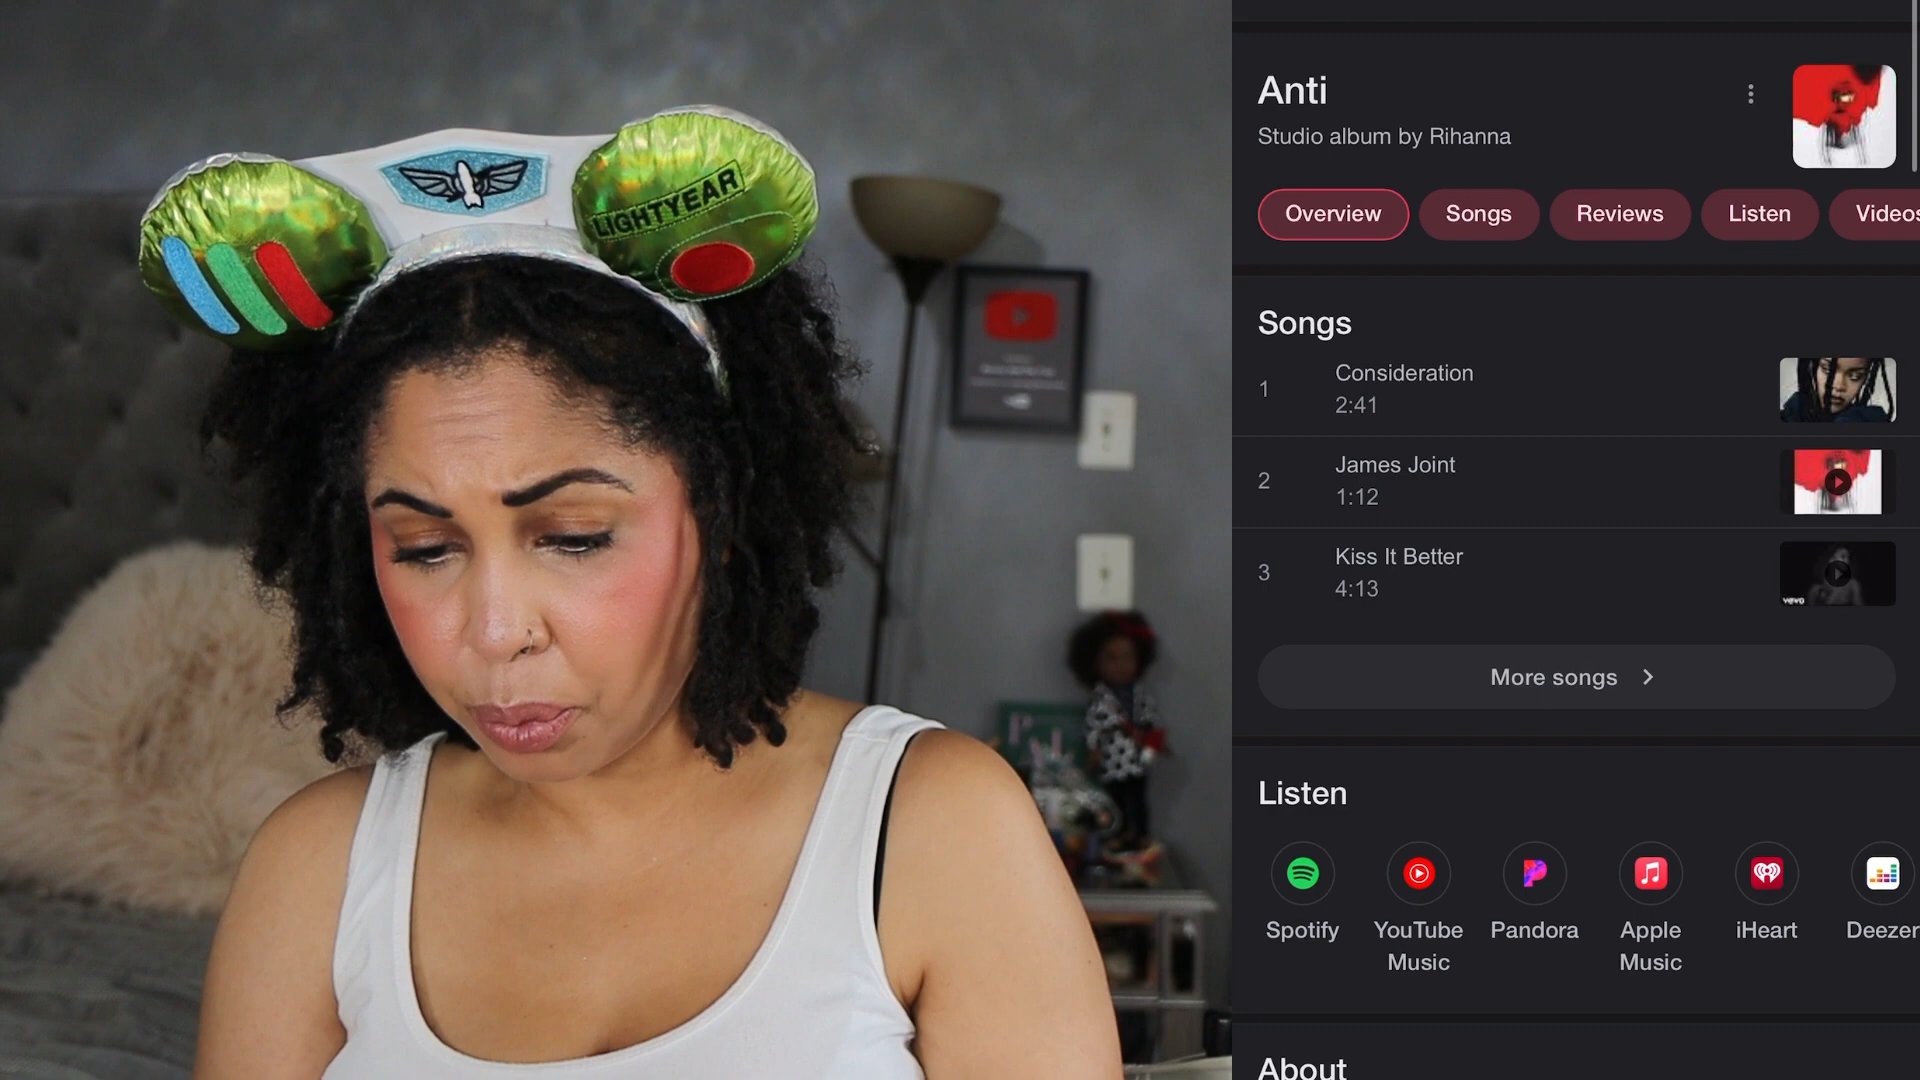 LIGHTYEAR
Anti
Studio album by Rihanna
Overview
Songs
Reviews
Listen
Videos
Songs
1
Consideration
2:41
2
James Joint
1:12
3
Kiss It Better
4:13
vevo
More songs
Listen
Spotify
YouTube
Music
Pandora
Apple
Music
iHeart
Deezer
About